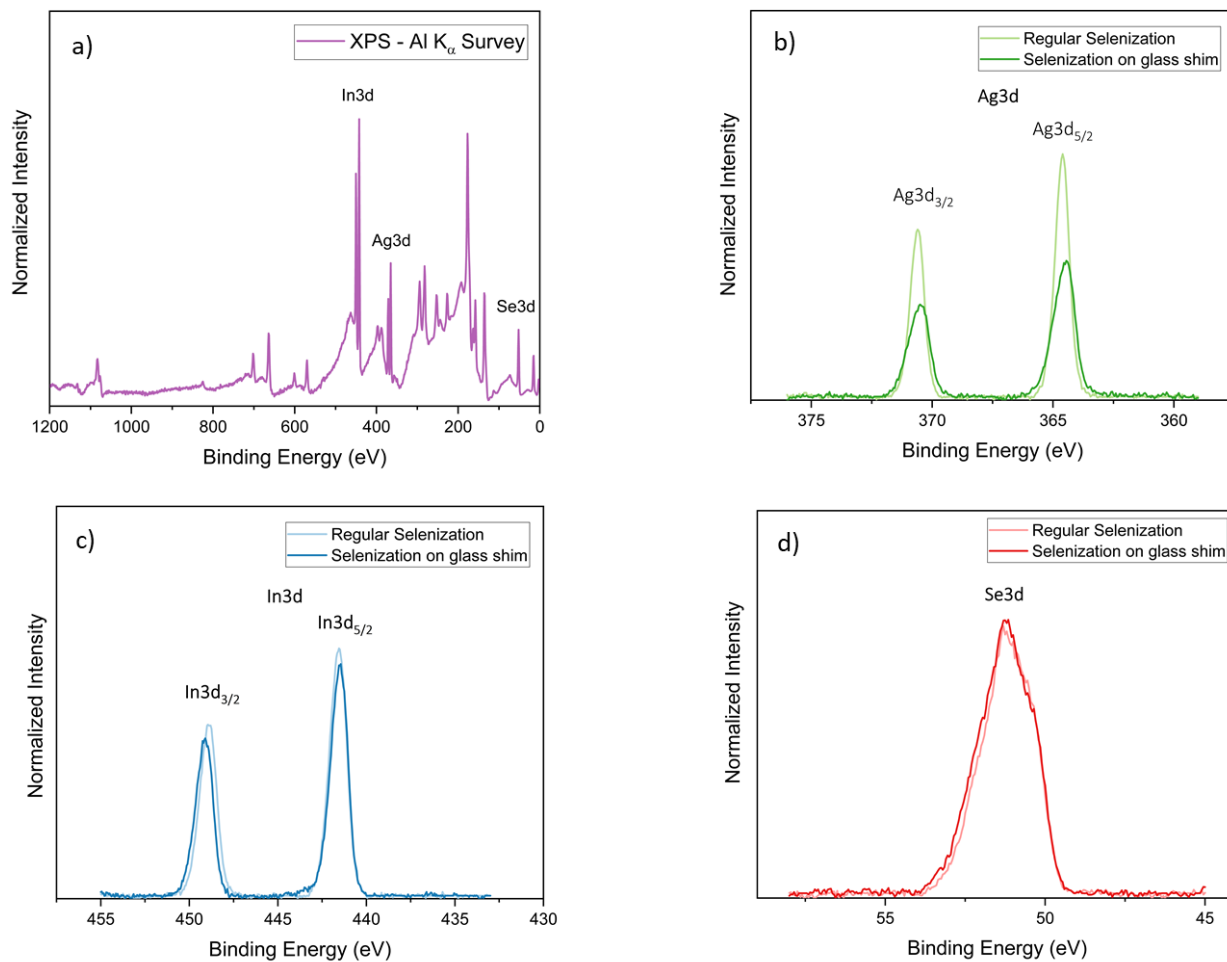 a)
XPS - Al Kα Survey
In3d
Ag3d
Se3d
Normalized Intensity
1200 1000 800 600 400 200 0
Binding Energy (eV)
b)
Regular Selenization
Selenization on glass shim
Ag3d
Ag3d5/2
Ag3d3/2
Normalized Intensity
375 370 365 360
Binding Energy (eV)
c)
Regular Selenization
Selenization on glass shim
In3d
In3d5/2
In3d3/2
Normalized Intensity
455 450 445 440 435 430
Binding Energy (eV)
d)
Regular Selenization
Selenization on glass shim
Se3d
Normalized Intensity
55 50 45
Binding Energy (eV)